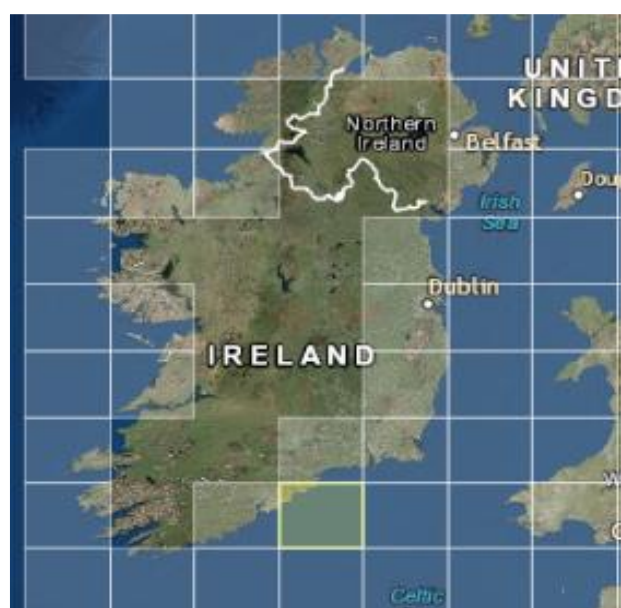 UNIT
KINGD
Northern
Ireland
Belfast
Dou
Irish
Sea
Dublin
IRELAND
W
C
Celtic